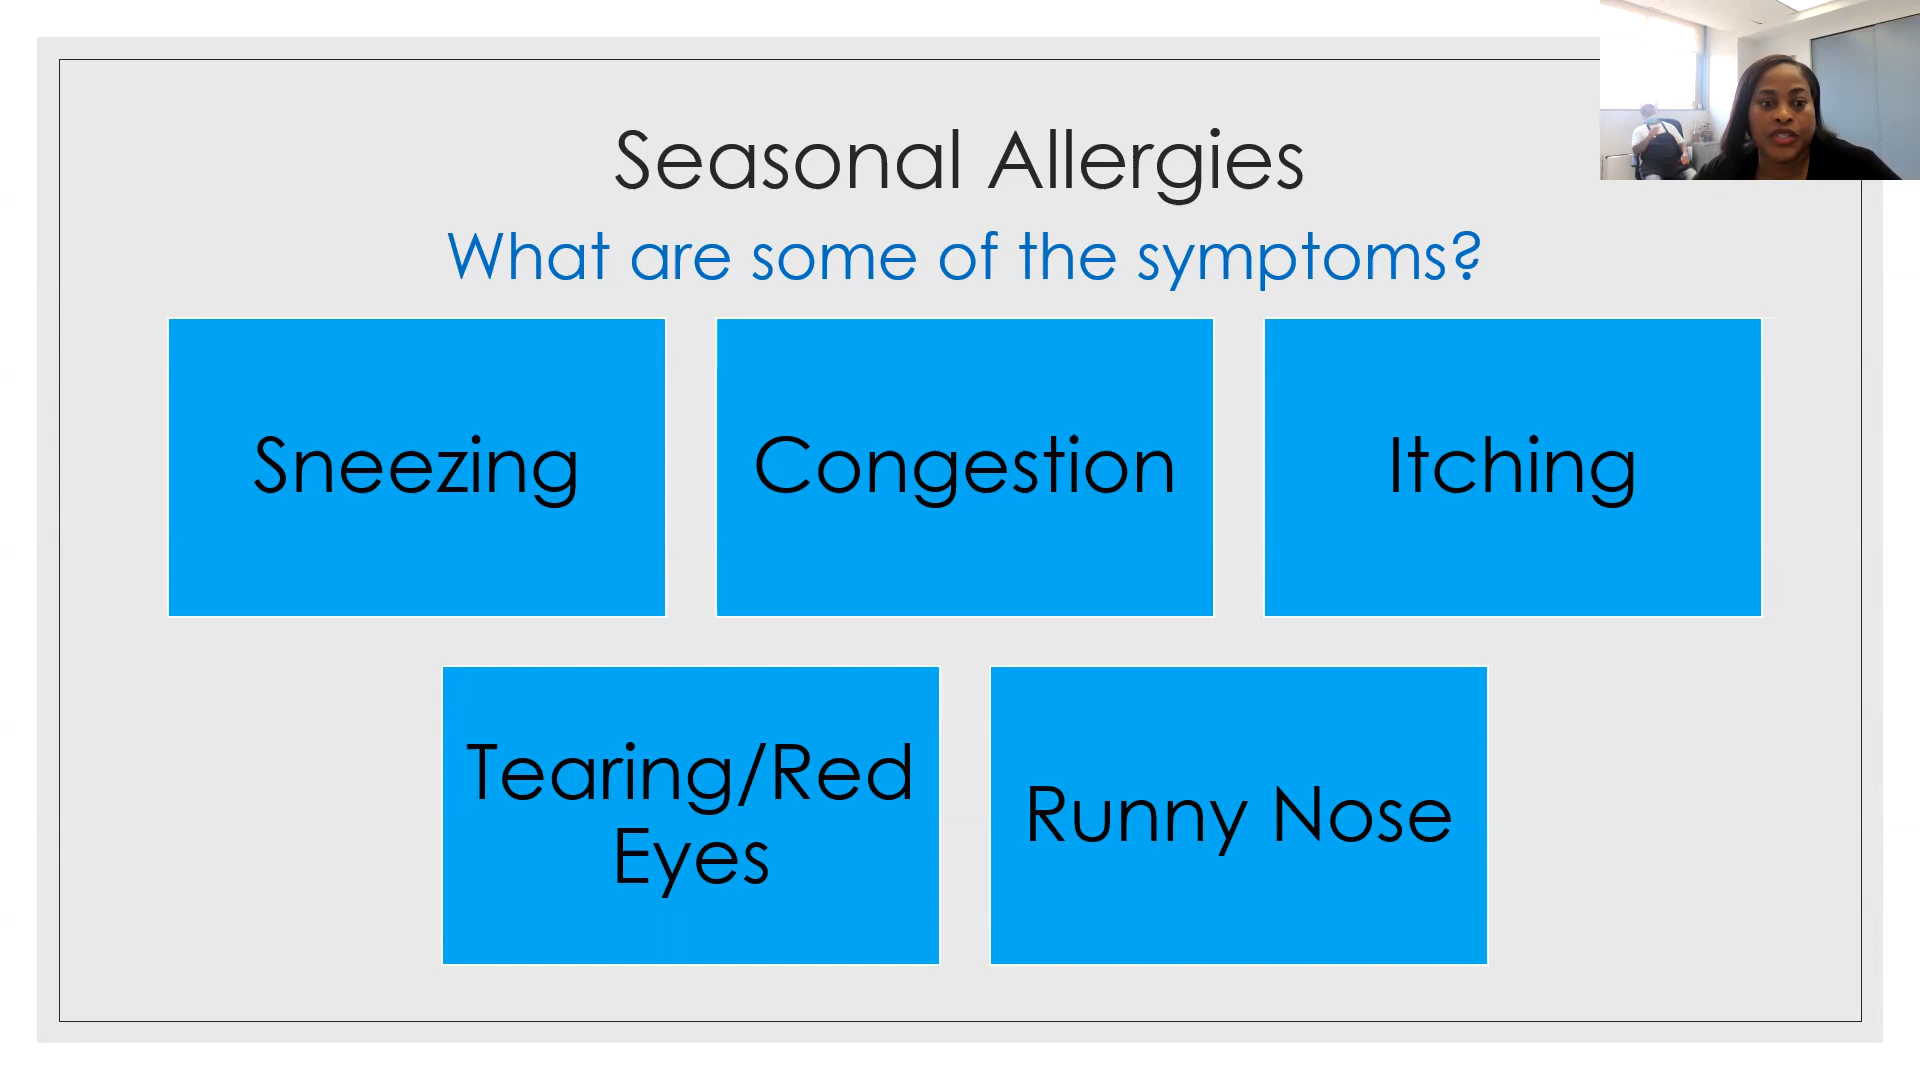 Seasonal Allergies
What are some of the symptoms?
Sneezing
Congestion
Itching
Tearing/Red
Eyes
Runny Nose